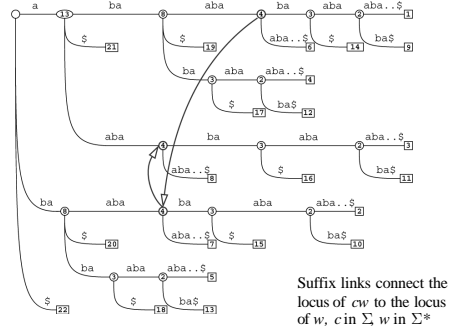 a ba aba ba aba aba..$
13 8 4 3 2 1
$ $ aba..$ $ ba$
21 19 6 14 9
ba aba aba..$
3 2 4
$ ba$
17 12
aba ba aba aba..$
4 3 2 3
aba..$ $ ba$
8 16 11
ba aba ba aba aba..$
8 4 3 2 2
$ aba..$ $ ba$
20 7 15 10
ba aba aba..$
3 2 5
$ $ ba$
22 18 13
Suffix links connect the
locus of cw to the locus
of w, c in Σ, w in Σ*